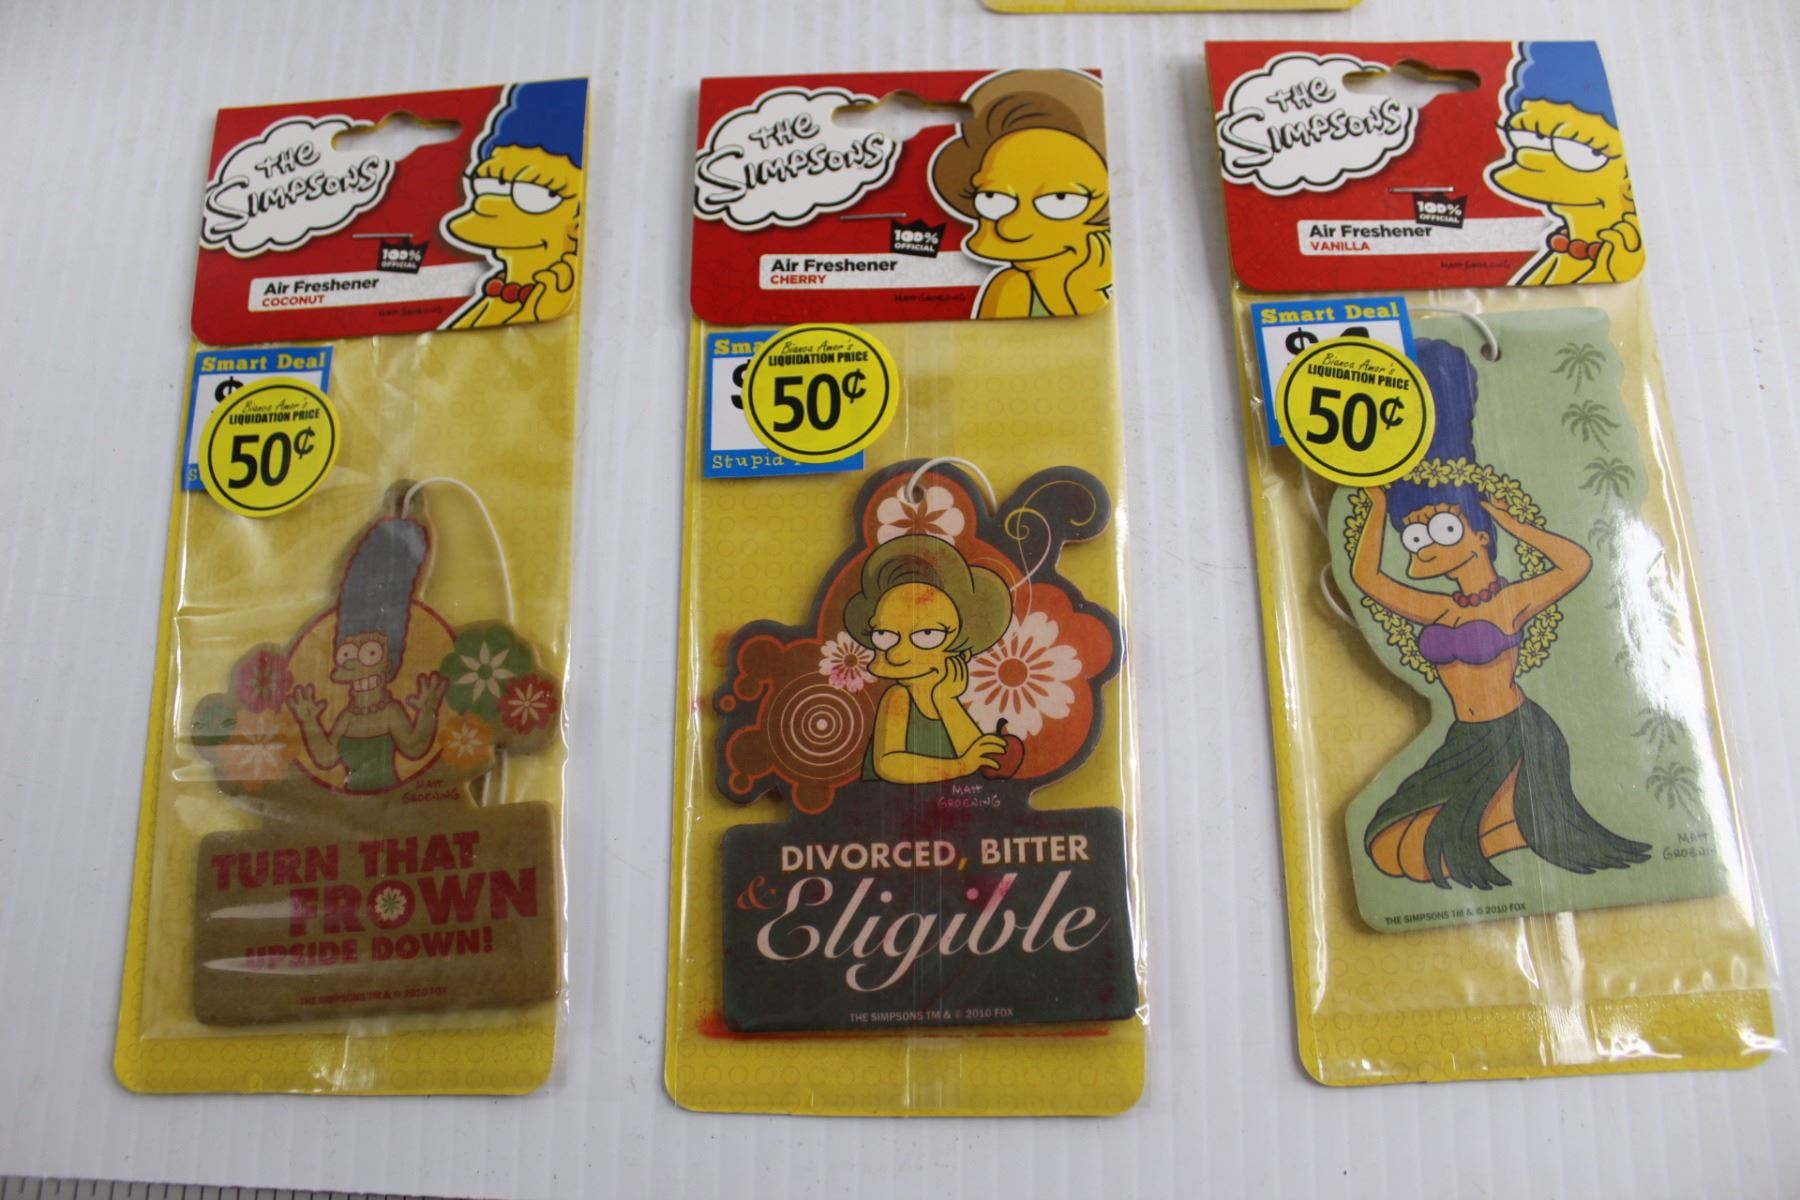 THE
SIMPSONS
100%
OFFICIAL
Air Freshener
COCONUT
MATT GROENING
Smart Deal
$
Bianca Amor's
LIQUIDATION PRICE
50¢
MATT
GROENING
TURN THAT
FROWN
UPSIDE DOWN!
THE SIMPSONS TM & © 2010 FOX
THE
SIMPSONS
100%
OFFICIAL
Air Freshener
CHERRY
MATT GROENING
Bianca Amor's
LIQUIDATION PRICE
50¢
Stupid
MATT
GROENING
DIVORCED, BITTER
& Eligible
THE SIMPSONS TM & © 2010 FOX
THE
SIMPSONS
100%
OFFICIAL
Air Freshener
VANILLA
MATT GROENING
Smart Deal
Bianca Amor's
LIQUIDATION PRICE
50¢
MATT
GROENING
THE SIMPSONS TM & © 2010 FOX